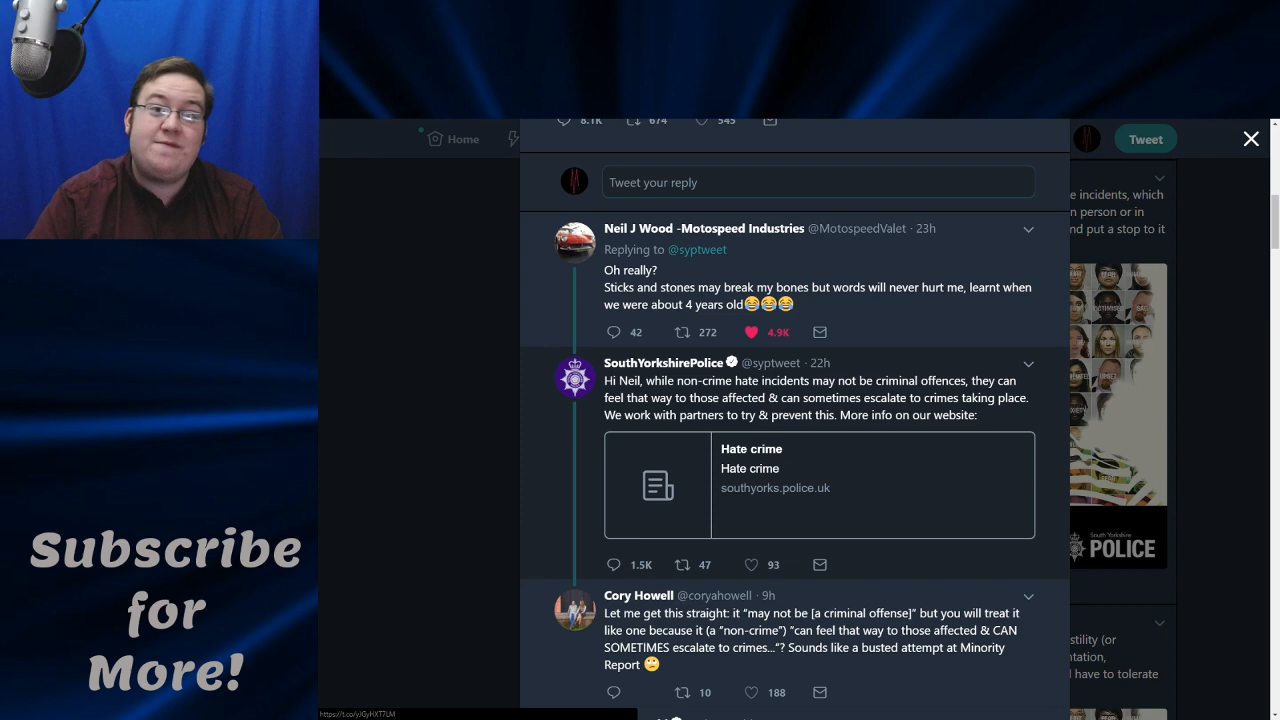 8.1K 674 545
Home
Tweet
Tweet your reply
Neil J Wood -Motospeed Industries @MotospeedValet · 23h
Replying to @syptweet
Oh really?
Sticks and stones may break my bones but words will never hurt me, learnt when
we were about 4 years old😂😂😂
42 272 4.9K
SouthYorkshirePolice @syptweet · 22h
Hi Neil, while non-crime hate incidents may not be criminal offences, they can
feel that way to those affected & can sometimes escalate to crimes taking place.
We work with partners to try & prevent this. More info on our website:
Hate crime
Hate crime
southyorks.police.uk
1.5K 47 93
Cory Howell @coryahowell · 9h
Let me get this straight: it “may not be [a criminal offense]” but you will treat it
like one because it (a “non-crime”) ”can feel that way to those affected & CAN
SOMETIMES escalate to crimes...“? Sounds like a busted attempt at Minority
Report 🙄
10 188
e incidents, which
n person or in
nd put a stop to it
South Yorkshire
POLICE
stility (or
ntation,
have to tolerate
Subscribe
for
More!
https://t.co/yJGyHXT7LM